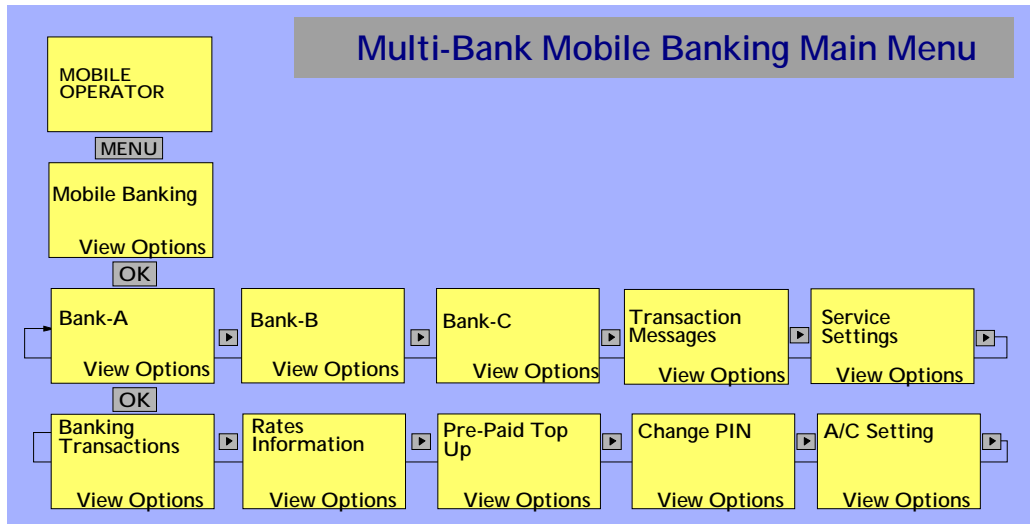 Multi-Bank Mobile Banking Main Menu
MOBILE
OPERATOR
MENU
Mobile Banking
View Options
OK
Bank-A
View Options
Bank-B
View Options
Bank-C
View Options
Transaction
Messages
View Options
Service
Settings
View Options
OK
Banking
Transactions
View Options
Rates
Information
View Options
Pre-Paid Top
Up
View Options
Change PIN
View Options
A/C Setting
View Options